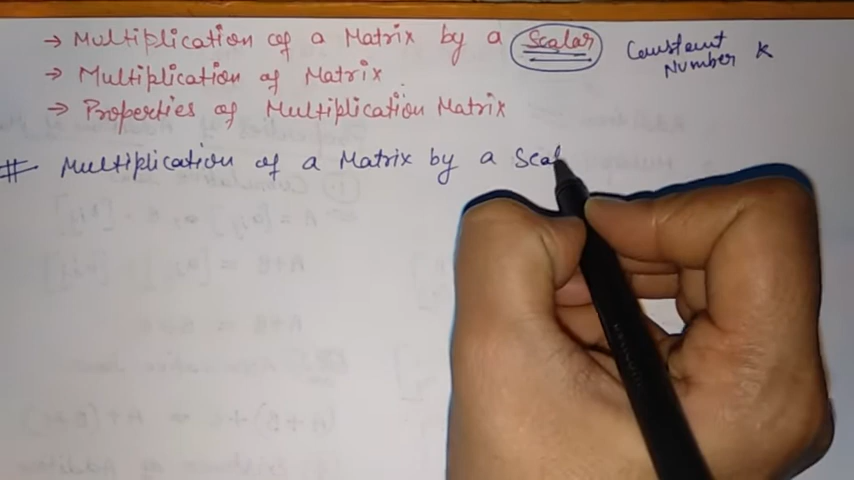 → Multiplication of a Matrix by a Scalar Constant Number K
→ Multiplication of Matrix
→ Properties of Multiplication Matrix
# Multiplication of a Matrix by a Scal